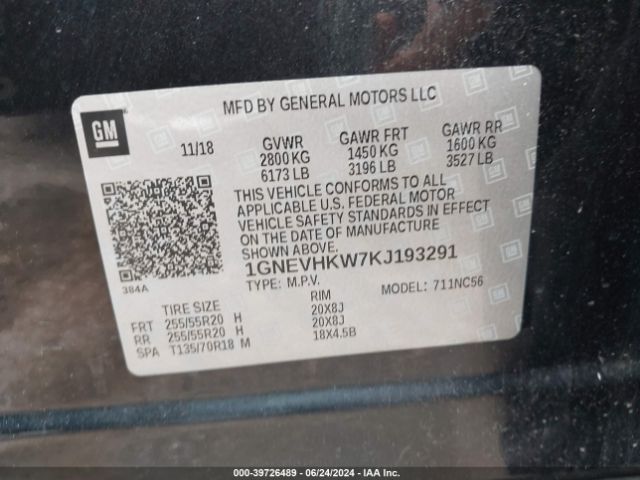 MFD BY GENERAL MOTORS LLC
GM
11/18 GVWR GAWR FRT GAWR RR
2800 KG 1450 KG 1600 KG
6173 LB 3196 LB 3527 LB
THIS VEHICLE CONFORMS TO ALL
APPLICABLE U.S. FEDERAL MOTOR
VEHICLE SAFETY STANDARDS IN EFFECT
ON THE DATE OF MANUFACTURE
SHOWN ABOVE.
384A
1GNEVHKW7KJ193291
TYPE: M.P.V. MODEL: 711NC56
TIRE SIZE RIM
FRT 255/55R20 H 20X8J
RR 255/55R20 H 20X8J
SPA T135/70R18 M 18X4.5B
000-39726489 - 06/24/2024 - IAA Inc.